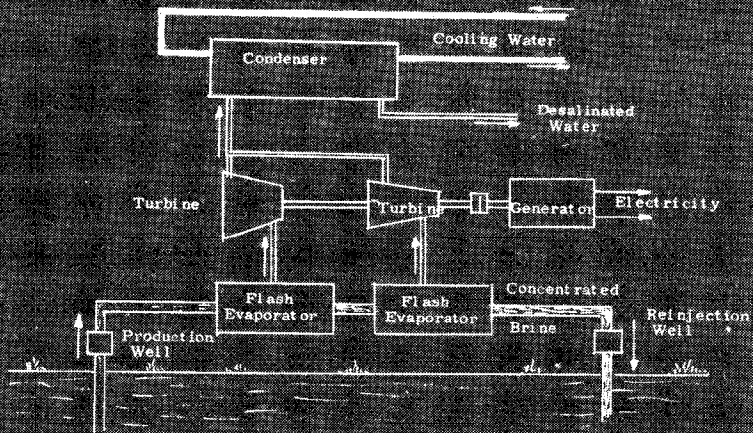 Cooling Water
Condenser
Desalinated
Water
Turbine
Turbine
Generator
Electricity
Flash
Evaporator
Flash
Evaporator
Concentrated
Brine
Production
Well
Reinjection
Well